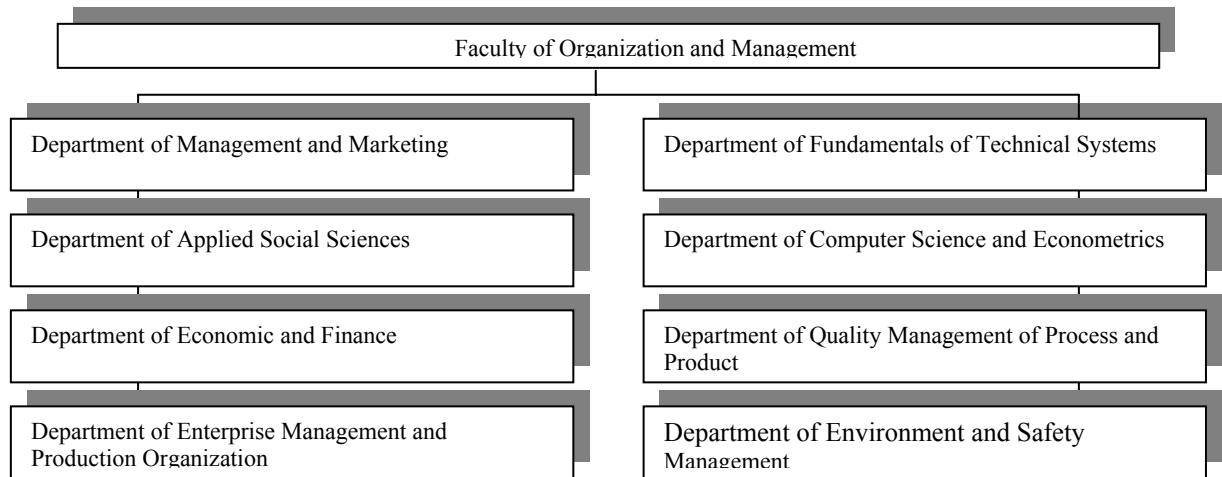 Faculty of Organization and Management
Department of Management and Marketing
Department of Applied Social Sciences
Department of Economic and Finance
Department of Enterprise Management and
Production Organization
Department of Fundamentals of Technical Systems
Department of Computer Science and Econometrics
Department of Quality Management of Process and
Product
Department of Environment and Safety
Management